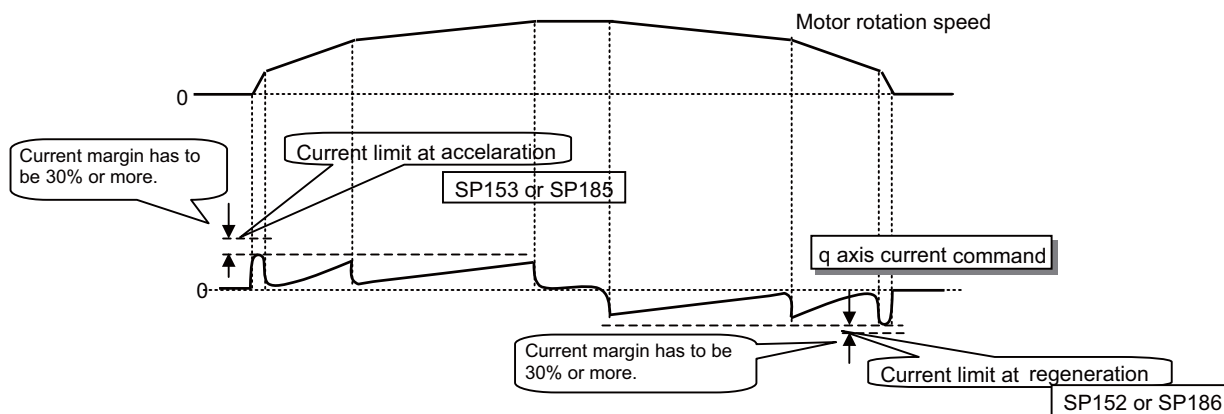 Motor rotation speed
0
Current margin has to
be 30% or more.
Current limit at accelaration
SP153 or SP185
q axis current command
0
Current margin has to be
30% or more.
Current limit at regeneration
SP152 or SP186